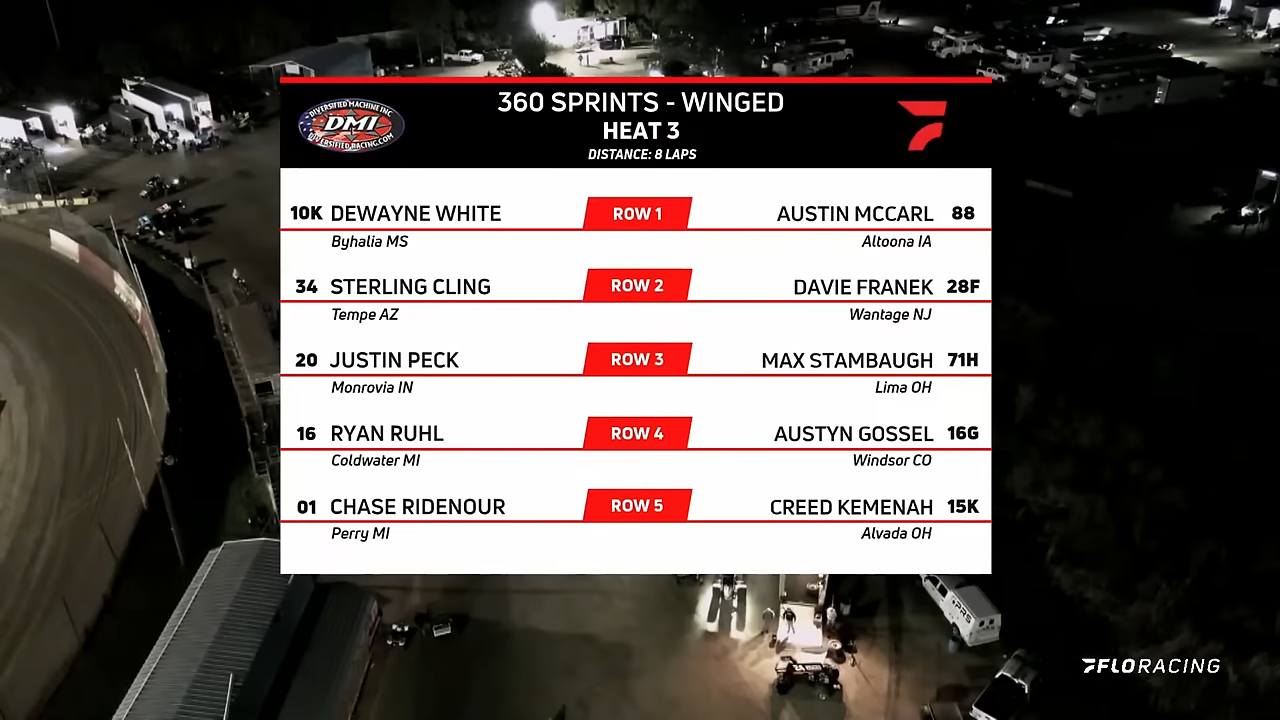 360 SPRINTS - WINGED
HEAT 3
DISTANCE: 8 LAPS
DIVERSIFIED MACHINE INC
DMI
DIVERSIFIED.RACING.COM
10K DEWAYNE WHITE ROW 1 AUSTIN MCCARL 88
Byhalia MS Altoona IA
34 STERLING CLING ROW 2 DAVIE FRANEK 28F
Tempe AZ Wantage NJ
20 JUSTIN PECK ROW 3 MAX STAMBAUGH 71H
Monrovia IN Lima OH
16 RYAN RUHL ROW 4 AUSTYN GOSSEL 16G
Coldwater MI Windsor CO
01 CHASE RIDENOUR ROW 5 CREED KEMENAH 15K
Perry MI Alvada OH
PRS
FLORACING